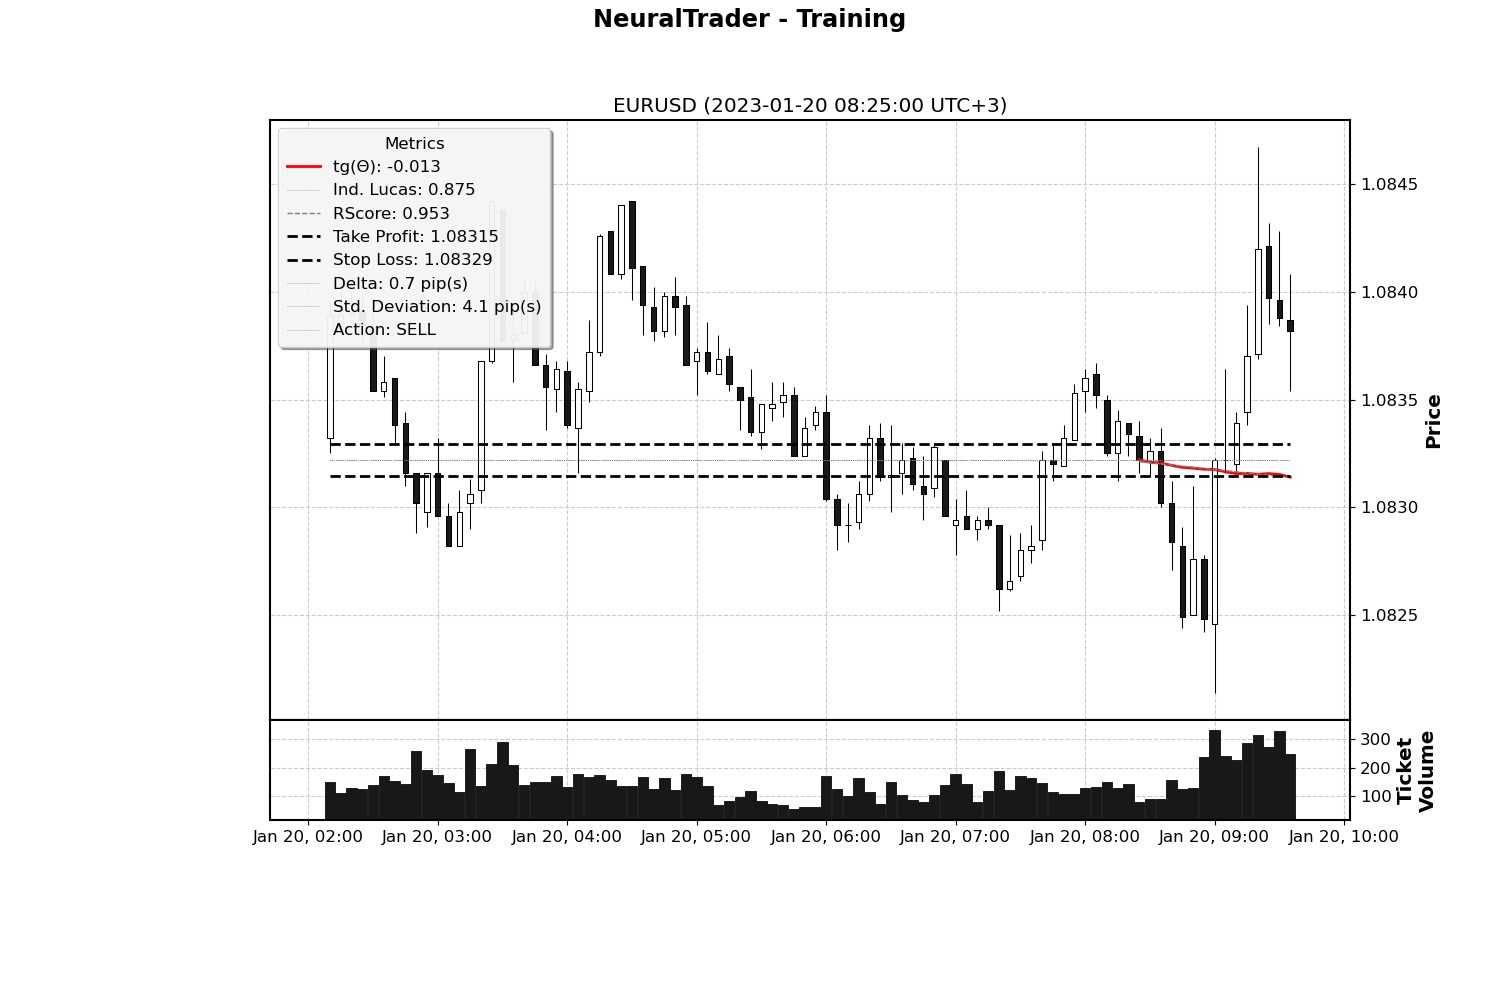 NeuralTrader - Training
EURUSD (2023-01-20 08:25:00 UTC+3)
Metrics
tg(Θ): -0.013
Ind. Lucas: 0.875
RScore: 0.953
Take Profit: 1.08315
Stop Loss: 1.08329
Delta: 0.7 pip(s)
Std. Deviation: 4.1 pip(s)
Action: SELL
1.0845
1.0840
1.0835
1.0830
1.0825
Price
300
200
100
Ticket
Volume
Jan 20, 02:00
Jan 20, 03:00
Jan 20, 04:00
Jan 20, 05:00
Jan 20, 06:00
Jan 20, 07:00
Jan 20, 08:00
Jan 20, 09:00
Jan 20, 10:00